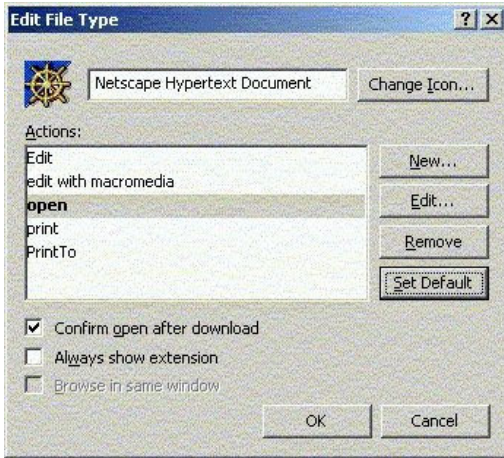 Edit File Type
Netscape Hypertext Document
Change Icon...
Actions:
Edit
edit with macromedia
open
print
PrintTo
New...
Edit...
Remove
Set Default
Confirm open after download
Always show extension
Browse in same window
OK
Cancel